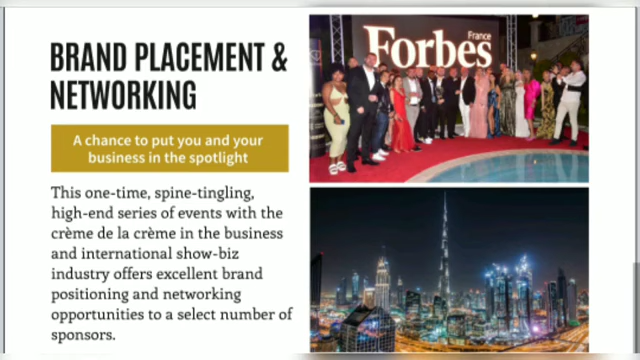 BRAND PLACEMENT &
NETWORKING
A chance to put you and your
business in the spotlight
This one-time, spine-tingling,
high-end series of events with the
crème de la crème in the business
and international show-biz
industry offers excellent brand
positioning and networking
opportunities to a select number of
sponsors.
Forbes
France